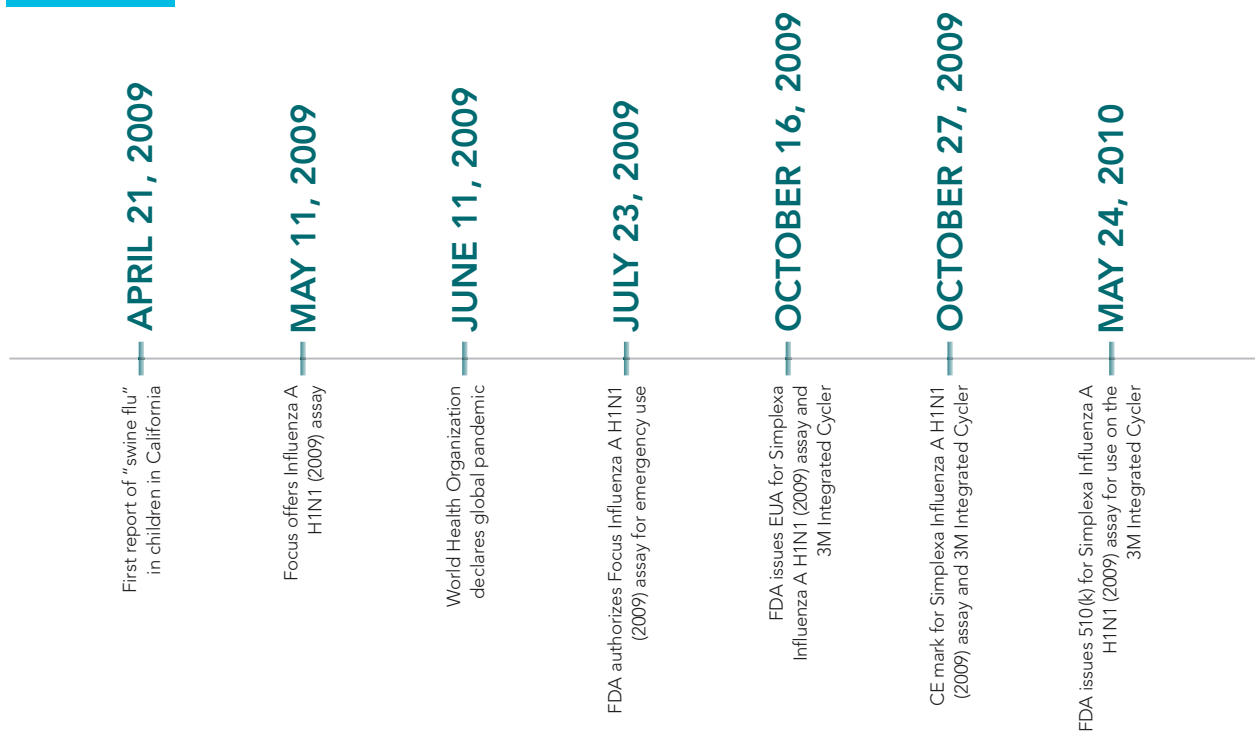 First report of “swine flu”
in children in California
APRIL 21, 2009
Focus offers Influenza A
H1N1 (2009) assay
MAY 11, 2009
World Health Organization
declares global pandemic
JUNE 11, 2009
FDA authorizes Focus Influenza A H1N1
(2009) assay for emergency use
JULY 23, 2009
FDA issues EUA for Simplexa
Influenza A H1N1 (2009) assay and
3M Integrated Cycler
OCTOBER 16, 2009
CE mark for Simplexa Influenza A H1N1
(2009) assay and 3M Integrated Cycler
OCTOBER 27, 2009
FDA issues 510(k) for Simplexa Influenza A
H1N1 (2009) assay for use on the
3M Integrated Cycler
MAY 24, 2010